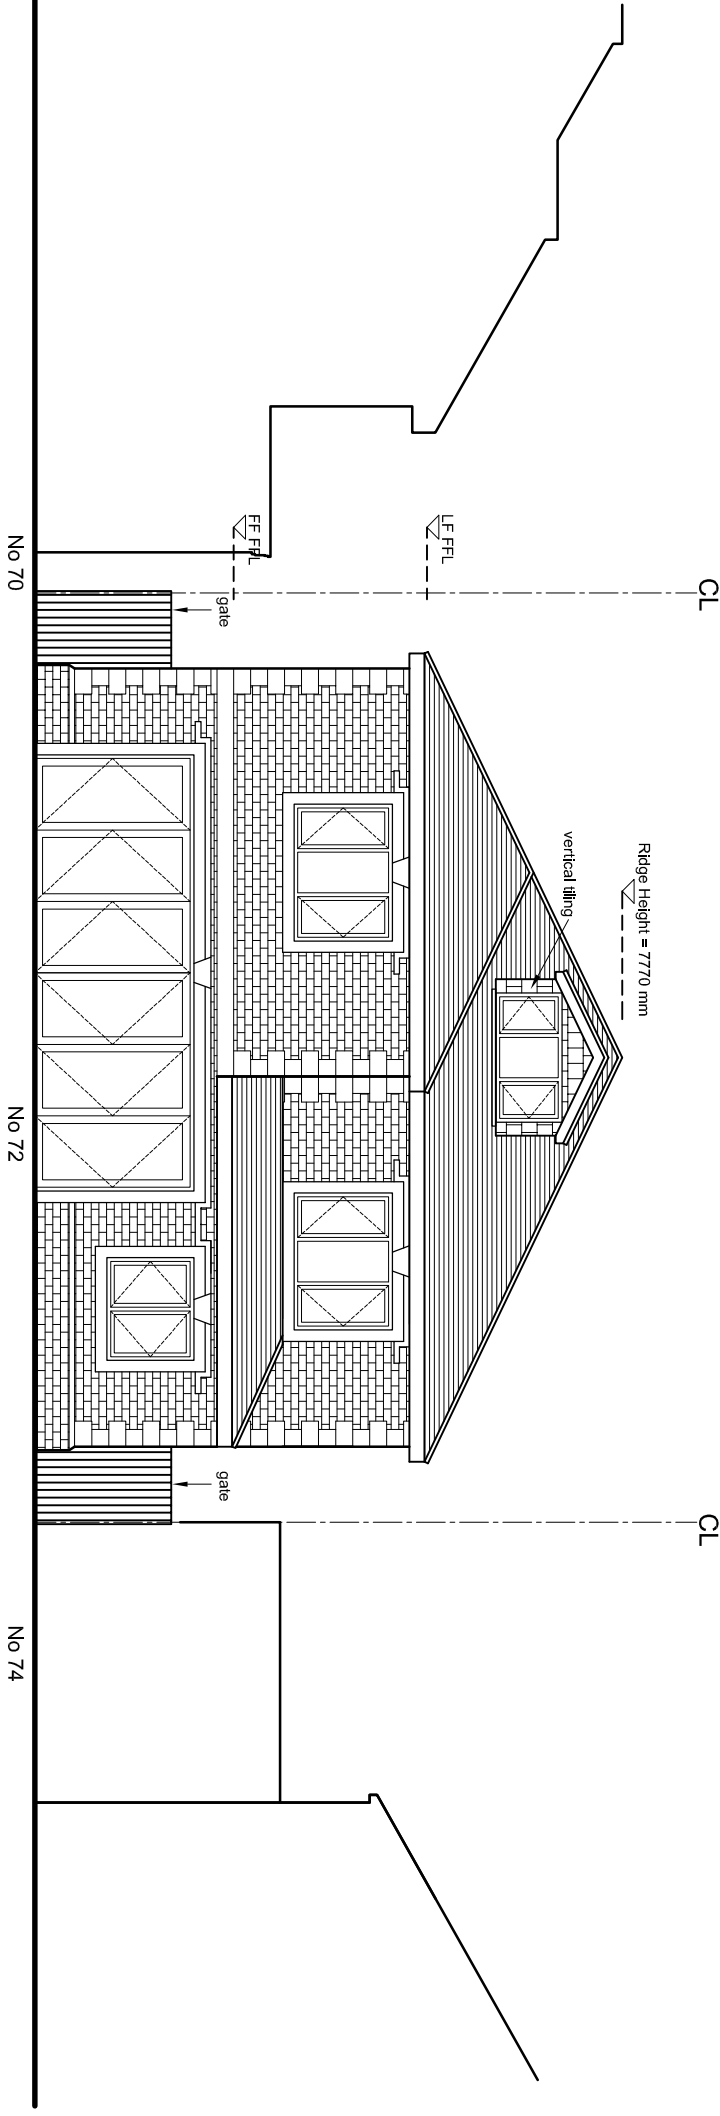 CL
CL
Ridge Height = 7770 mm
vertical tiling
LF FFL
FF FFL
gate
gate
No 70
No 72
No 74